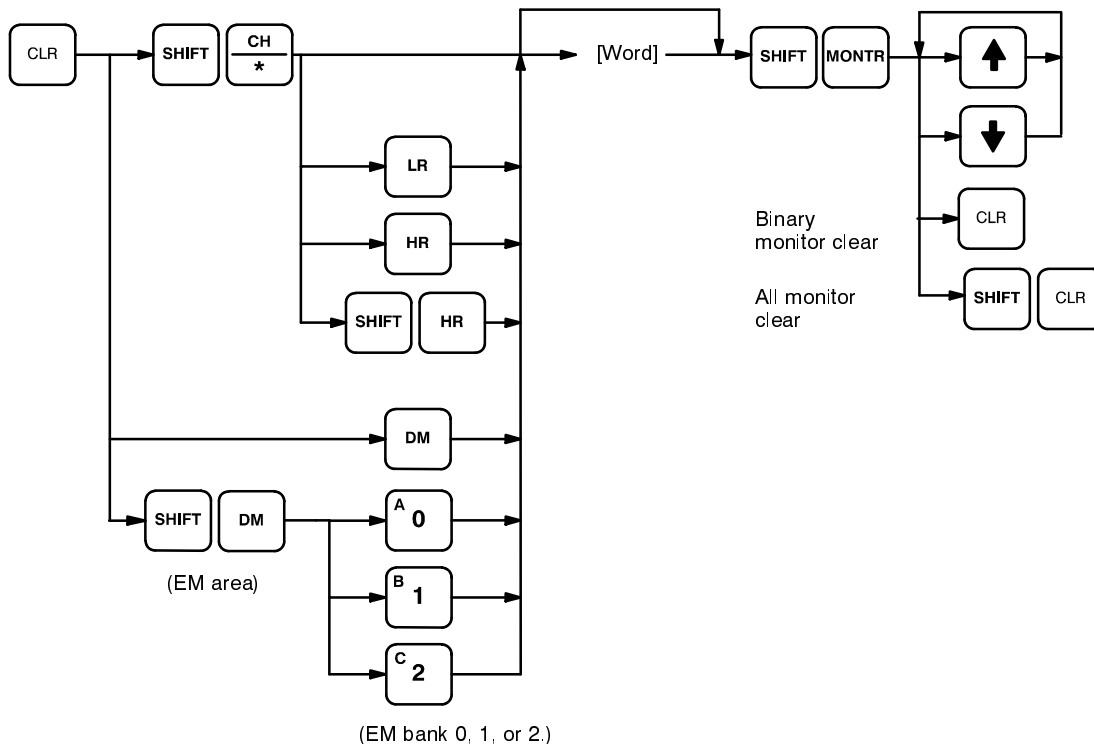 CLR
SHIFT
CH
*
[Word]
SHIFT
MONTR
LR
HR
Binary
monitor clear
CLR
SHIFT
HR
All monitor
clear
SHIFT
CLR
DM
SHIFT
DM
A
0
(EM area)
B
1
C
2
(EM bank 0, 1, or 2.)